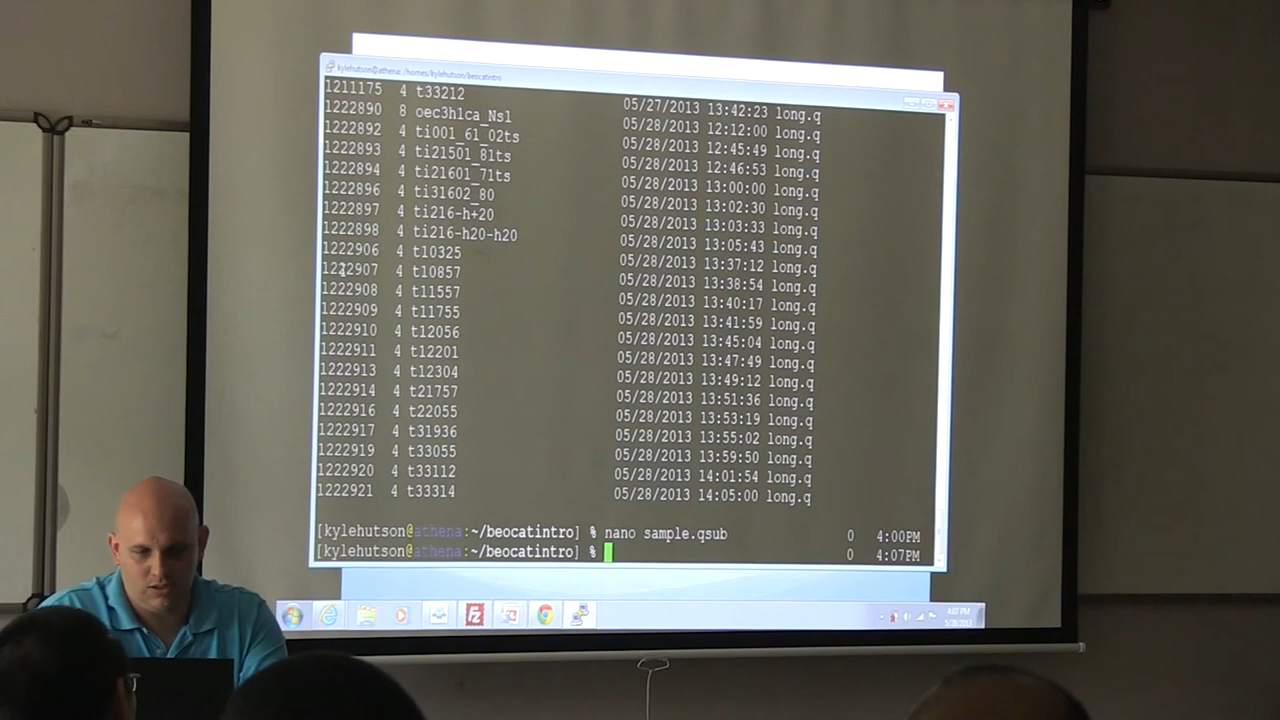 kylehutson@athena: /homes/kylehutson/beocatintro
1211175 4 t33212 05/27/2013 13:42:23 long.q
1222890 8 oec3h1ca_Nsl 05/28/2013 12:12:00 long.q
1222892 4 ti001_61_02ts 05/28/2013 12:45:49 long.q
1222893 4 ti21501_81ts 05/28/2013 12:46:53 long.q
1222894 4 ti21601_71ts 05/28/2013 13:00:00 long.q
1222896 4 ti31602_80 05/28/2013 13:02:30 long.q
1222897 4 ti216-h+20 05/28/2013 13:03:33 long.q
1222898 4 ti216-h20-h20 05/28/2013 13:05:43 long.q
1222906 4 t10325 05/28/2013 13:37:12 long.q
1222907 4 t10857 05/28/2013 13:38:54 long.q
1222908 4 t11557 05/28/2013 13:40:17 long.q
1222909 4 t11755 05/28/2013 13:41:59 long.q
1222910 4 t12056 05/28/2013 13:45:04 long.q
1222911 4 t12201 05/28/2013 13:47:49 long.q
1222913 4 t12304 05/28/2013 13:49:12 long.q
1222914 4 t21757 05/28/2013 13:51:36 long.q
1222916 4 t22055 05/28/2013 13:53:19 long.q
1222917 4 t31936 05/28/2013 13:55:02 long.q
1222919 4 t33055 05/28/2013 13:59:50 long.q
1222920 4 t33112 05/28/2013 14:01:54 long.q
1222921 4 t33314 05/28/2013 14:05:00 long.q
[kylehutson@athena:~/beocatintro] % nano sample.qsub 0 4:00PM
[kylehutson@athena:~/beocatintro] % 0 4:07PM
4:07 PM
5/28/2013